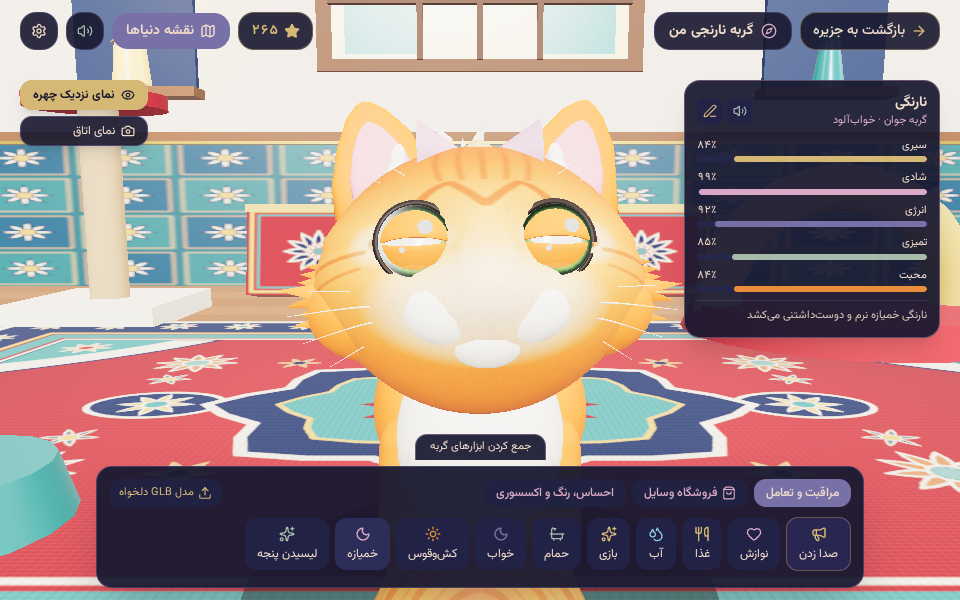 بازگشت به جزیره
گربه نارنجی من
۲۶۵
نقشه دنیاها
نمای نزدیک چهره
نمای اتاق
نارنگی
گربه جوان · خواب‌آلود
سیری ۸۴٪
شادی ۹۹٪
انرژی ۹۲٪
تمیزی ۸۵٪
محبت ۸۴٪
نارنگی خمیازه نرم و دوست‌داشتنی می‌کشد
جمع کردن ابزارهای گربه
مراقبت و تعامل
فروشگاه وسایل
احساس، رنگ و اکسسوری
مدل GLB دلخواه
صدا زدن
نوازش
غذا
آب
بازی
حمام
خواب
کش‌وقوس
خمیازه
لیسیدن پنجه